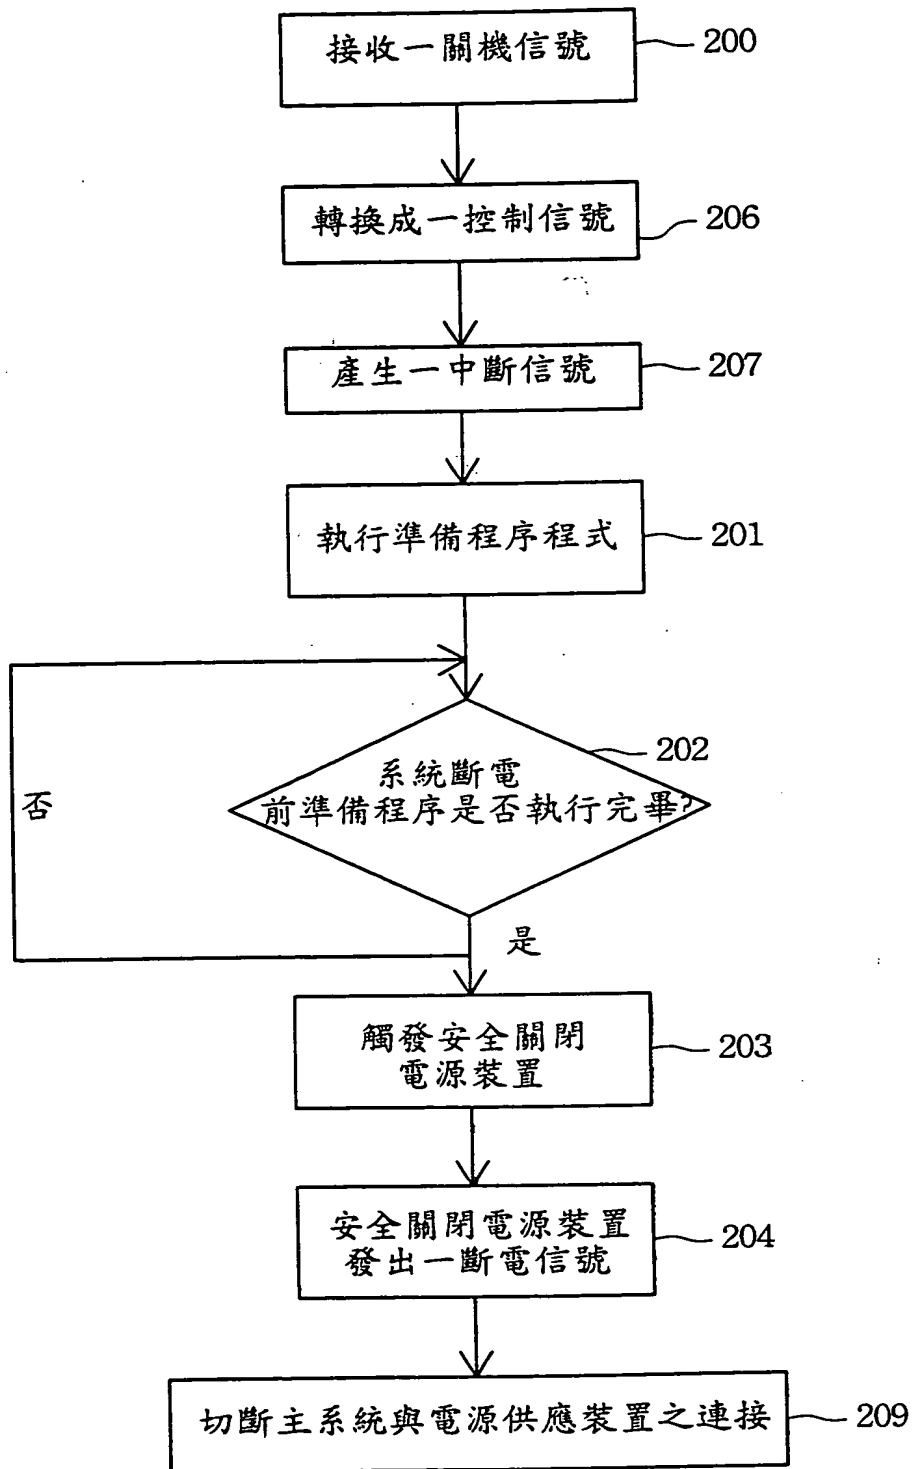 接收一關機信號
200
轉換成一控制信號
206
產生一中斷信號
207
執行準備程序程式
201
系統斷電
前準備程序是否執行完畢?
202
否
是
觸發安全關閉
電源裝置
203
安全關閉電源裝置
發出一斷電信號
204
切斷主系統與電源供應裝置之連接
209